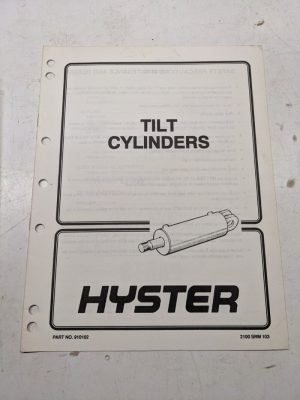 TILT
CYLINDERS
HYSTER
PART NO. 910102
2100 SRM 103